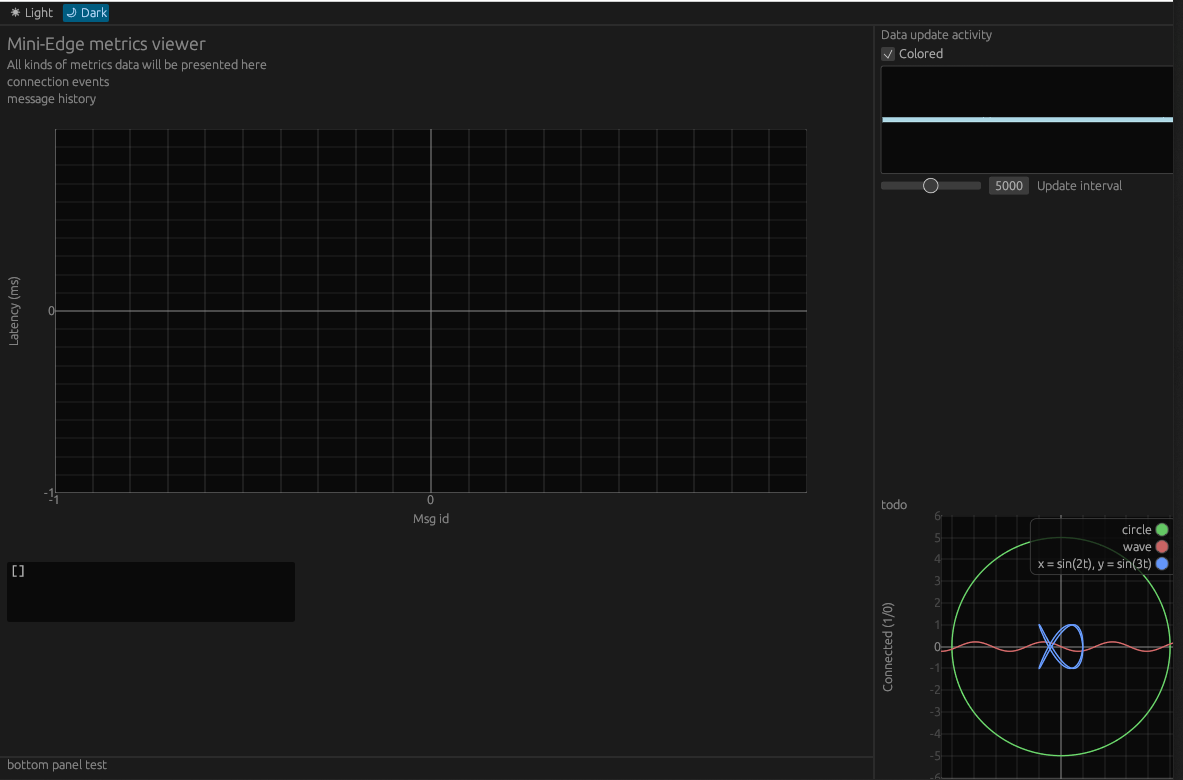 Light Dark
Mini-Edge metrics viewer
All kinds of metrics data will be presented here
connection events
message history
Latency (ms)
0
-1
-1 0
Msg id
[]
bottom panel test
Data update activity
Colored
5000 Update interval
todo
circle
wave
x = sin(2t), y = sin(3t)
Connected (1/0)
6
5
4
3
2
1
0
-1
-2
-3
-4
-5
-6